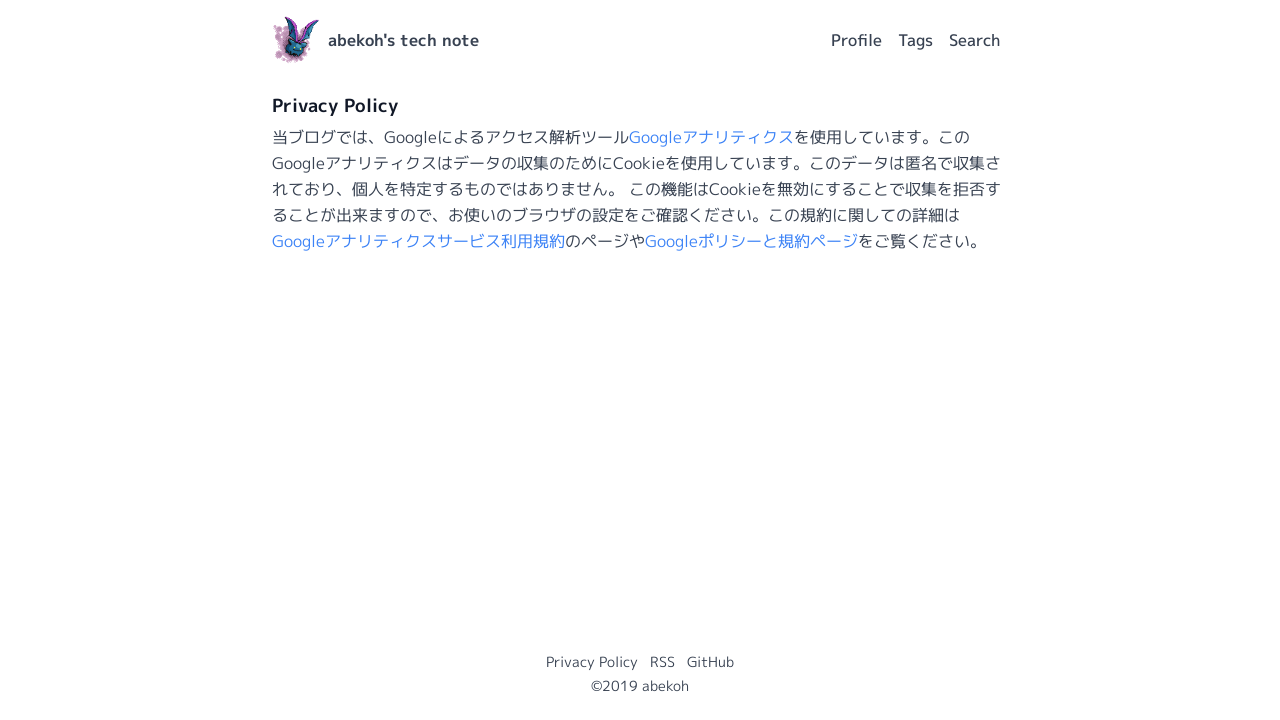 abekoh's tech note
Profile Tags Search
Privacy Policy
当ブログでは、GoogleによるアクセスÂ解析ツールGoogleアナリティクスを使用しています。この
GoogleアナリティクスはデータのÂ収集のためにCookieを使用しています。このデータは匿名で収集さ
れており、個人を特定するものではありません。 この機能はCookieを無効にすることで収集を拒否す
ることが出来ますので、お使いのブラウザの設定をご確認ください。この規約に関しての詳細は
Googleアナリティクスサービス利用規約のページやGoogleポリシーと規約ページをご覧ください。
Privacy Policy RSS GitHub
©2019 abekoh